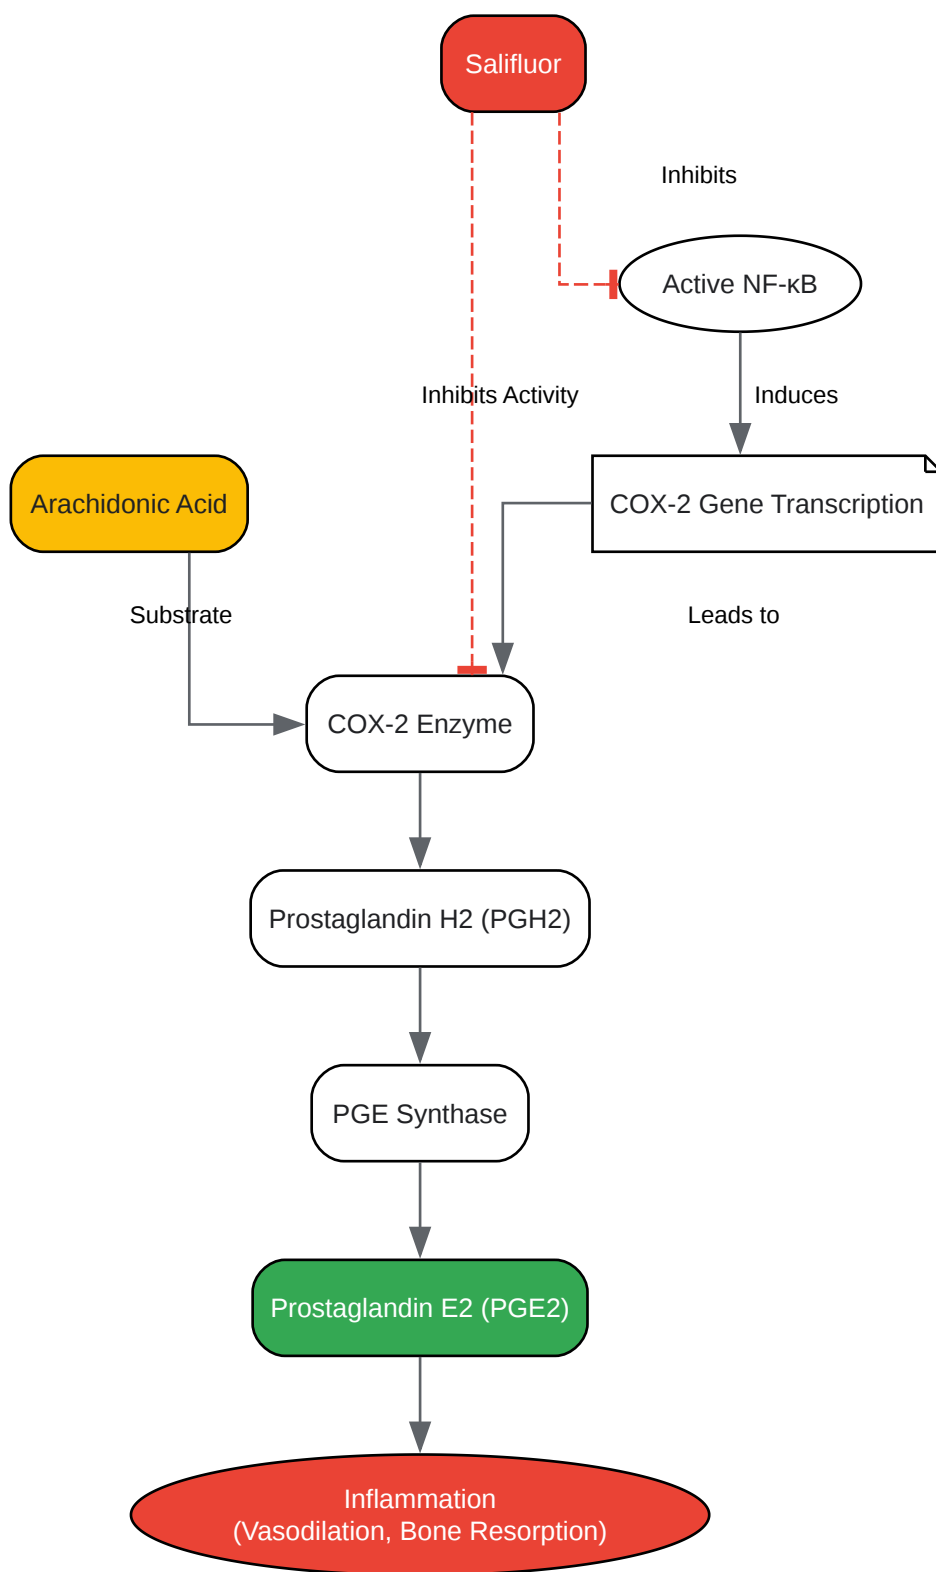 Salifluor
Inhibits
Active NF-κB
Inhibits Activity
Induces
Arachidonic Acid
COX-2 Gene Transcription
Substrate
Leads to
COX-2 Enzyme
Prostaglandin H2 (PGH2)
PGE Synthase
Prostaglandin E2 (PGE2)
Inflammation
(Vasodilation, Bone Resorption)